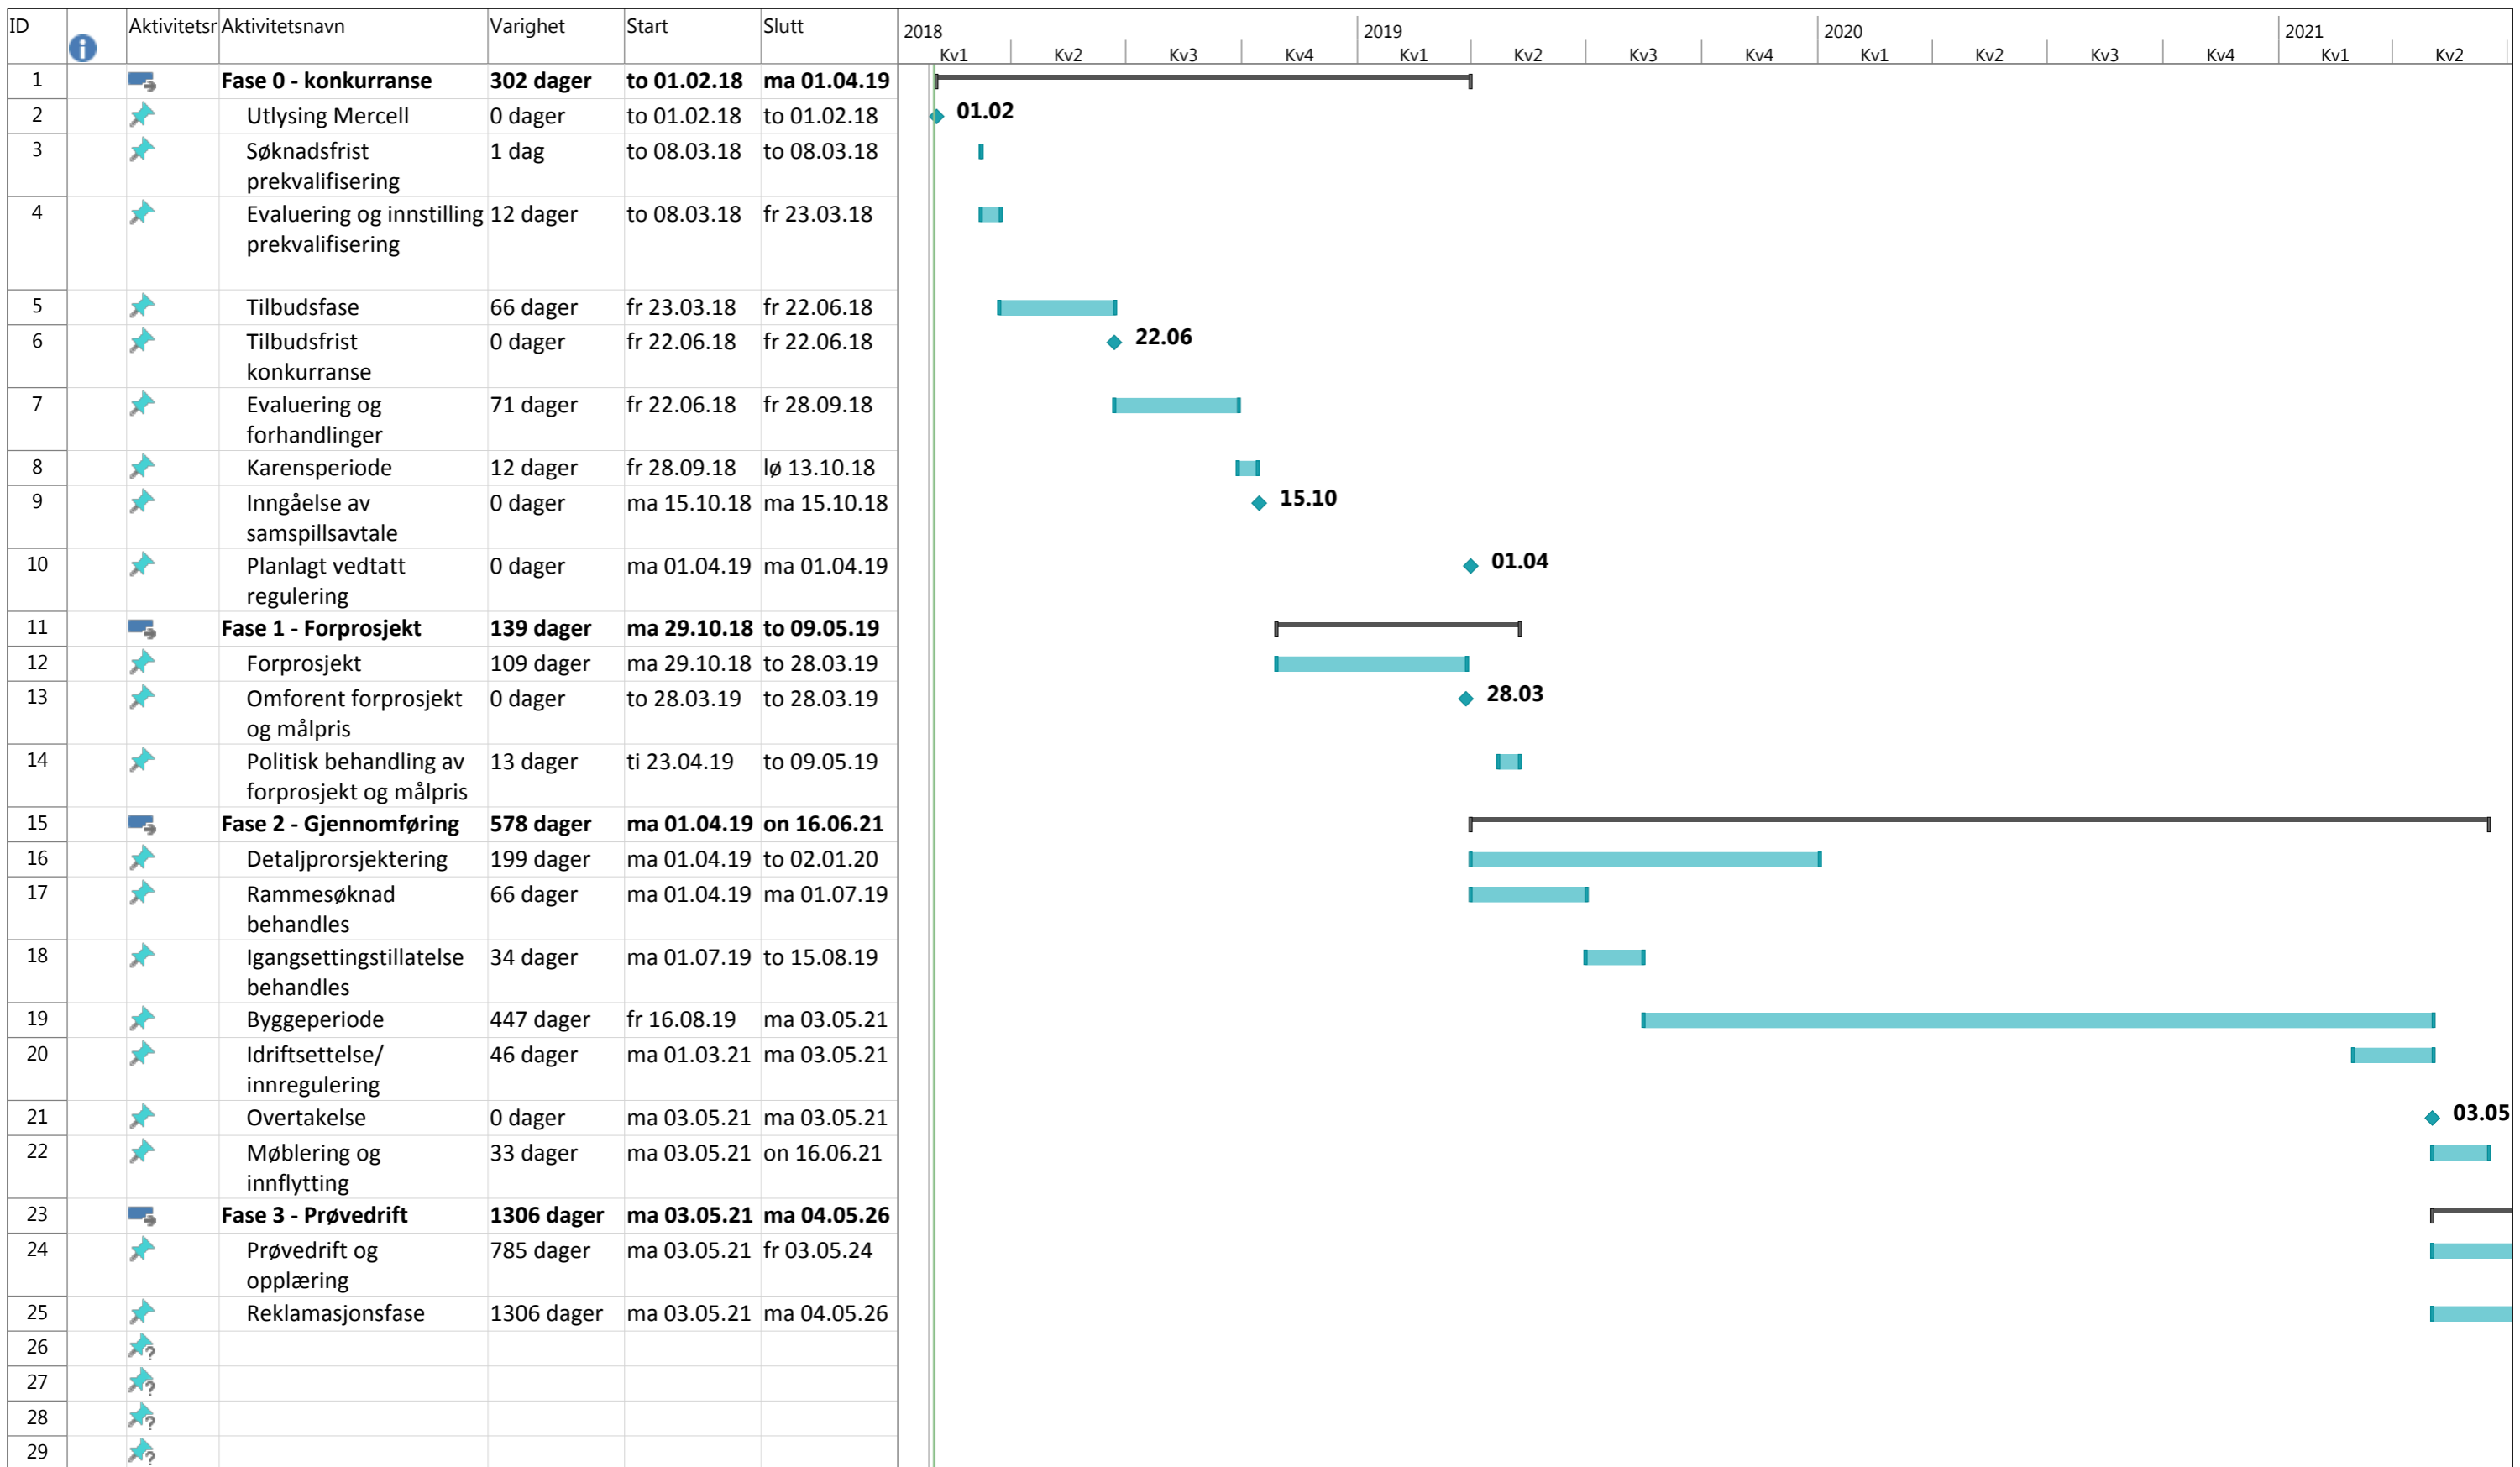 ID Aktivitetsr Aktivitetsnavn Varighet Start Slutt 2018 2019 2020 2021
Kv1 Kv2 Kv3 Kv4 Kv1 Kv2 Kv3 Kv4 Kv1 Kv2 Kv3 Kv4 Kv1 Kv2
1 Fase 0 - konkurranse 302 dager to 01.02.18 ma 01.04.19
2 Utlysing Mercell 0 dager to 01.02.18 to 01.02.18 01.02
3 Søknadsfrist 1 dag to 08.03.18 to 08.03.18
prekvalifisering
4 Evaluering og innstilling 12 dager to 08.03.18 fr 23.03.18
prekvalifisering
5 Tilbudsfase 66 dager fr 23.03.18 fr 22.06.18
6 Tilbudsfrist 0 dager fr 22.06.18 fr 22.06.18 22.06
konkurranse
7 Evaluering og 71 dager fr 22.06.18 fr 28.09.18
forhandlinger
8 Karensperiode 12 dager fr 28.09.18 lø 13.10.18
9 Inngåelse av 0 dager ma 15.10.18 ma 15.10.18 15.10
samspillsavtale
10 Planlagt vedtatt 0 dager ma 01.04.19 ma 01.04.19 01.04
regulering
11 Fase 1 - Forprosjekt 139 dager ma 29.10.18 to 09.05.19
12 Forprosjekt 109 dager ma 29.10.18 to 28.03.19
13 Omforent forprosjekt 0 dager to 28.03.19 to 28.03.19 28.03
og målpris
14 Politisk behandling av 13 dager ti 23.04.19 to 09.05.19
forprosjekt og målpris
15 Fase 2 - Gjennomføring 578 dager ma 01.04.19 on 16.06.21
16 Detaljprorsjektering 199 dager ma 01.04.19 to 02.01.20
17 Rammesøknad 66 dager ma 01.04.19 ma 01.07.19
behandles
18 Igangsettingstillatelse 34 dager ma 01.07.19 to 15.08.19
behandles
19 Byggeperiode 447 dager fr 16.08.19 ma 03.05.21
20 Idriftsettelse/ 46 dager ma 01.03.21 ma 03.05.21
innregulering
21 Overtakelse 0 dager ma 03.05.21 ma 03.05.21 03.05
22 Møblering og 33 dager ma 03.05.21 on 16.06.21
innflytting
23 Fase 3 - Prøvedrift 1306 dager ma 03.05.21 ma 04.05.26
24 Prøvedrift og 785 dager ma 03.05.21 fr 03.05.24
opplæring
25 Reklamasjonsfase 1306 dager ma 03.05.21 ma 04.05.26
26
27
28
29